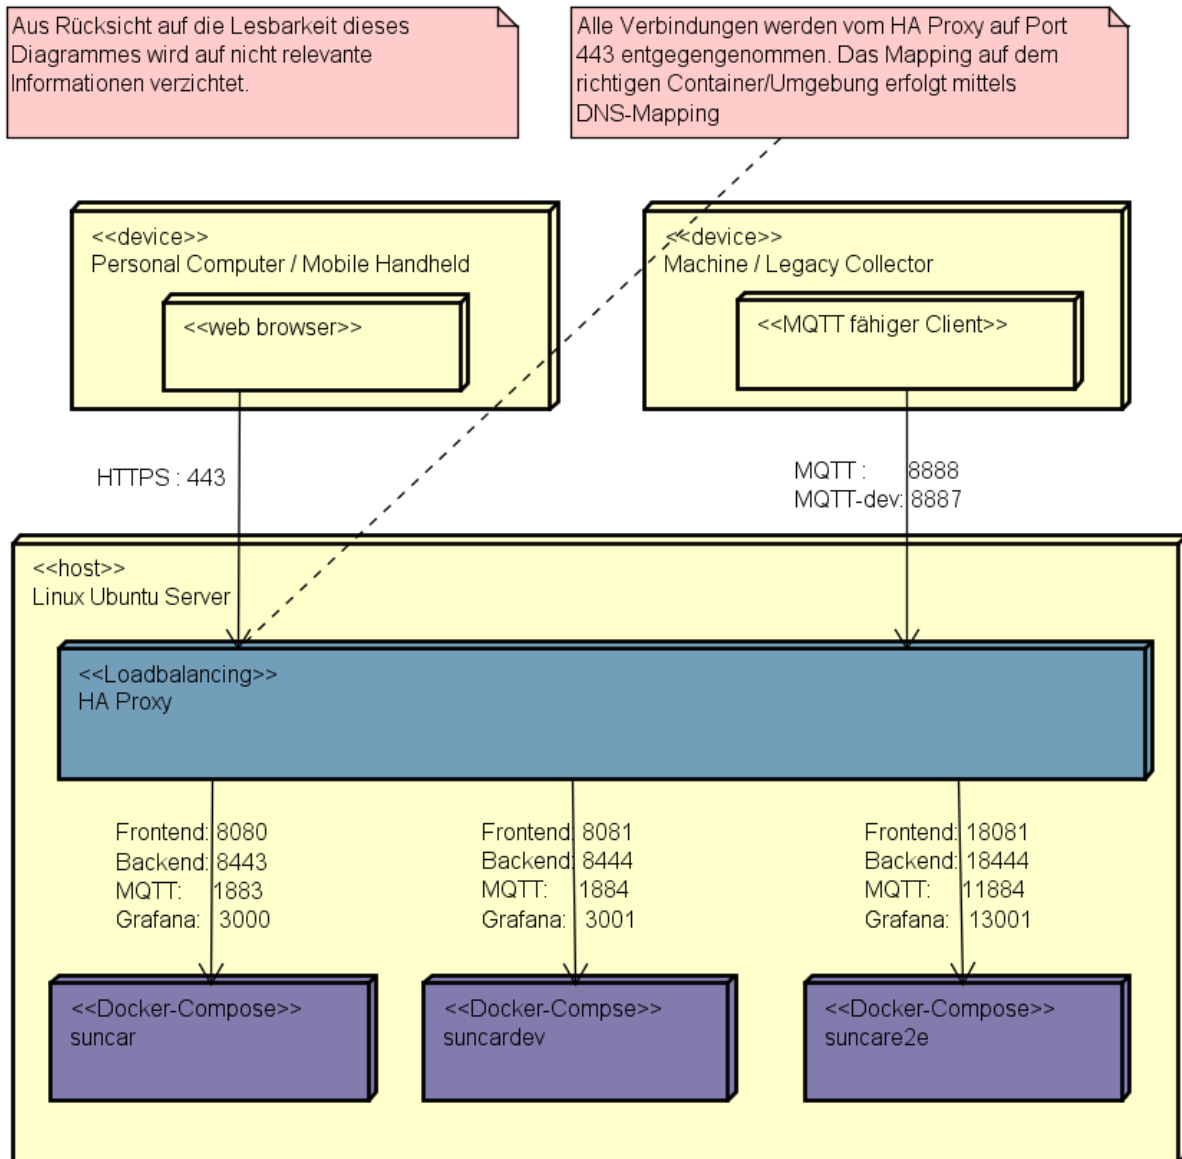 Aus Rücksicht auf die Lesbarkeit dieses
Diagrammes wird auf nicht relevante
Informationen verzichtet.
Alle Verbindungen werden vom HA Proxy auf Port
443 entgegengenommen. Das Mapping auf dem
richtigen Container/Umgebung erfolgt mittels
DNS-Mapping
<<device>>
Personal Computer / Mobile Handheld
<<web browser>>
<<device>>
Machine / Legacy Collector
<<MQTT fähiger Client>>
HTTPS : 443
MQTT : 8888
MQTT-dev: 8887
<<host>>
Linux Ubuntu Server
<<Loadbalancing>>
HA Proxy
Frontend: 8080
Backend: 8443
MQTT: 1883
Grafana: 3000
Frontend: 8081
Backend: 8444
MQTT: 1884
Grafana: 3001
Frontend: 18081
Backend: 18444
MQTT: 11884
Grafana: 13001
<<Docker-Compose>>
suncar
<<Docker-Compse>>
suncardev
<<Docker-Compose>>
suncare2e